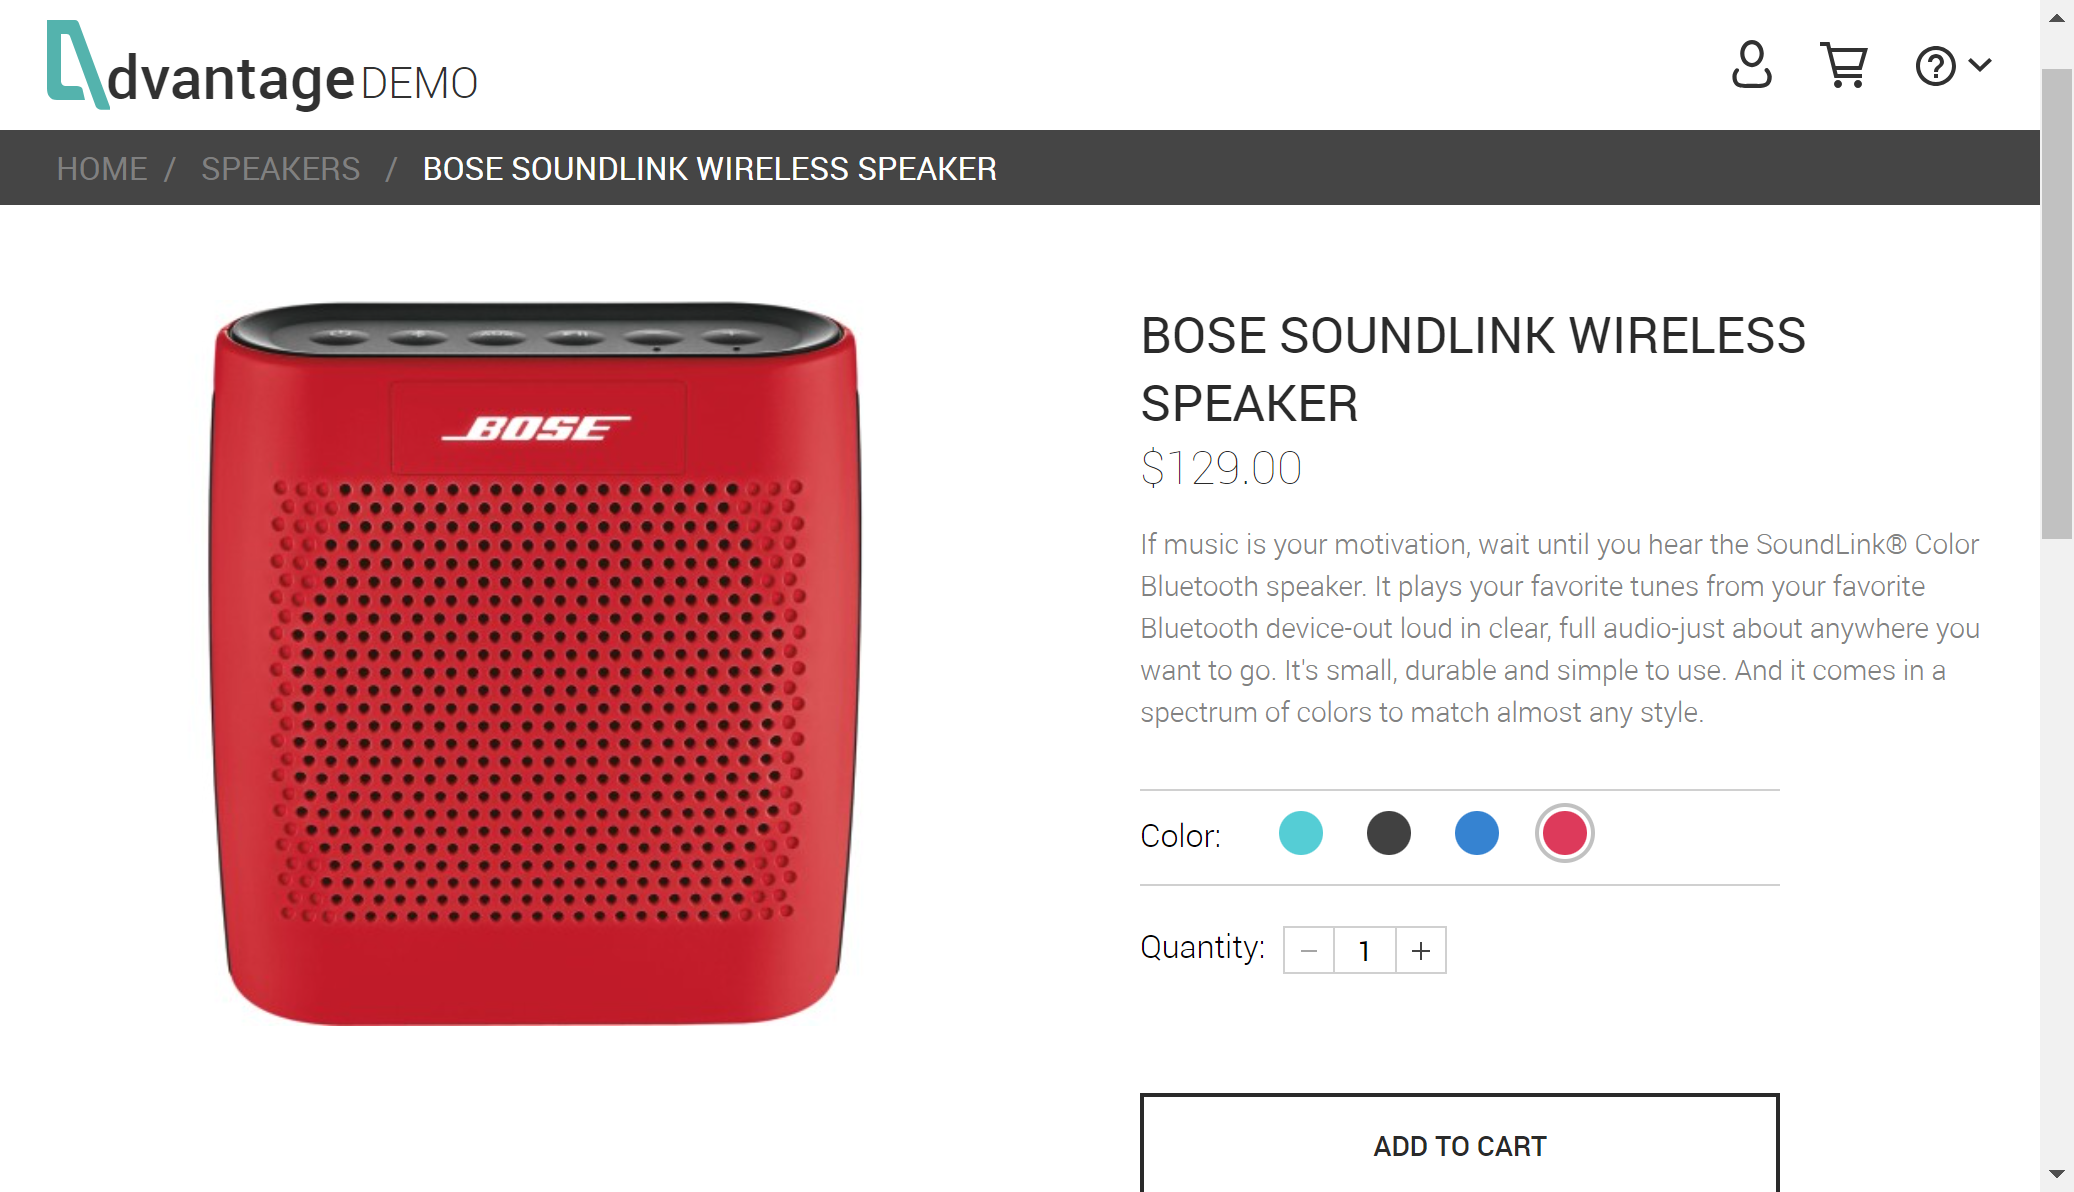 dvantage DEMO
HOME / SPEAKERS / BOSE SOUNDLINK WIRELESS SPEAKER
BOSE
BOSE SOUNDLINK WIRELESS
SPEAKER
$129.00
If music is your motivation, wait until you hear the SoundLink® Color
Bluetooth speaker. It plays your favorite tunes from your favorite
Bluetooth device-out loud in clear, full audio-just about anywhere you
want to go. It's small, durable and simple to use. And it comes in a
spectrum of colors to match almost any style.
Color:
Quantity: − 1 +
ADD TO CART